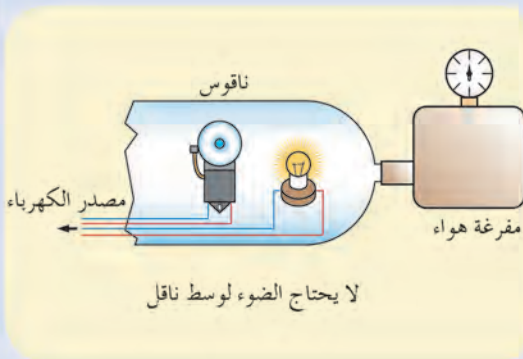 ناقوس
مصدر الكهرباء
مفرغة هواء
لا يحتاج الضوء لوسط ناقل